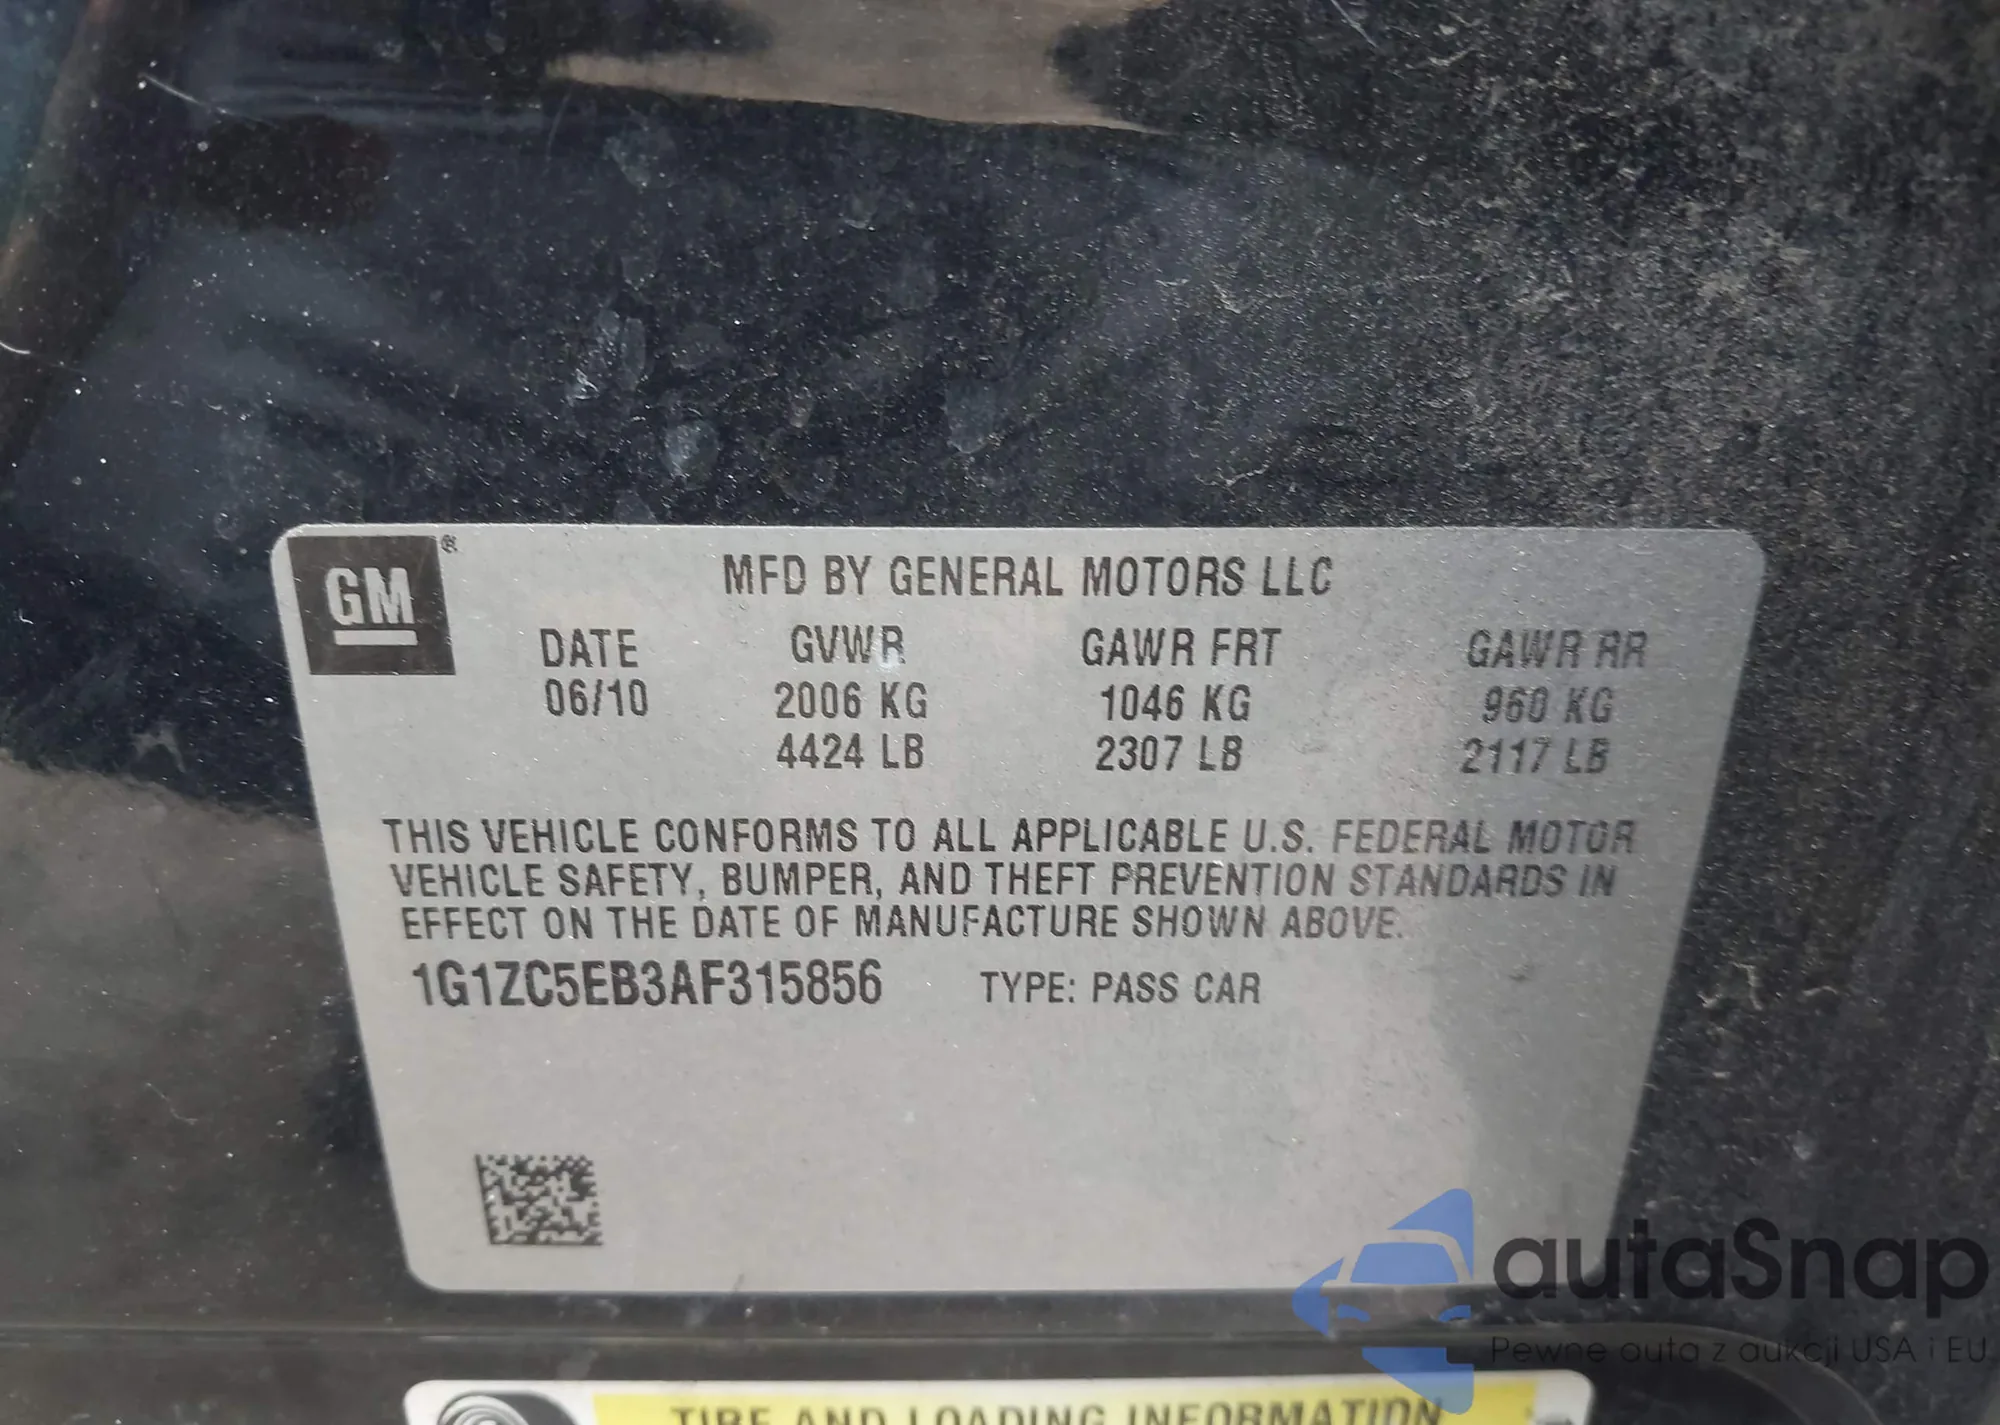 GM ®
MFD BY GENERAL MOTORS LLC
DATE GVWR GAWR FRT GAWR RR
06/10 2006 KG 1046 KG 960 KG
4424 LB 2307 LB 2117 LB
THIS VEHICLE CONFORMS TO ALL APPLICABLE U.S. FEDERAL MOTOR
VEHICLE SAFETY, BUMPER, AND THEFT PREVENTION STANDARDS IN
EFFECT ON THE DATE OF MANUFACTURE SHOWN ABOVE.
1G1ZC5EB3AF315856 TYPE: PASS CAR
autaSnap
Pewne auta z aukcji USA i EU
TIRE AND LOADING INFORMATION